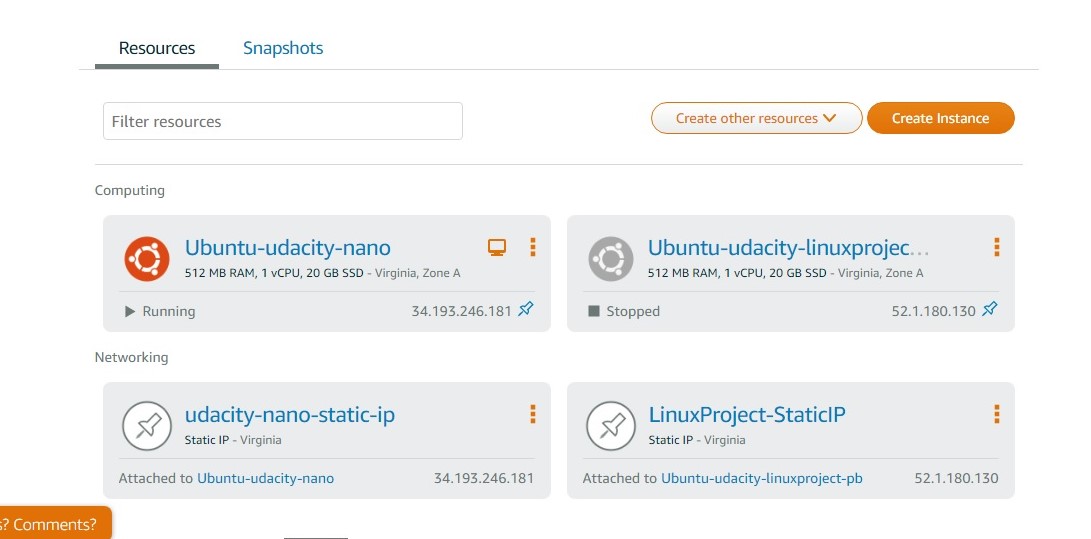 Resources Snapshots
Filter resources
Create other resources Create Instance
Computing
Ubuntu-udacity-nano
512 MB RAM, 1 vCPU, 20 GB SSD - Virginia, Zone A
Running 34.193.246.181
Ubuntu-udacity-linuxprojec...
512 MB RAM, 1 vCPU, 20 GB SSD - Virginia, Zone A
Stopped 52.1.180.130
Networking
udacity-nano-static-ip
Static IP - Virginia
Attached to Ubuntu-udacity-nano 34.193.246.181
LinuxProject-StaticIP
Static IP - Virginia
Attached to Ubuntu-udacity-linuxproject-pb 52.1.180.130
s? Comments?